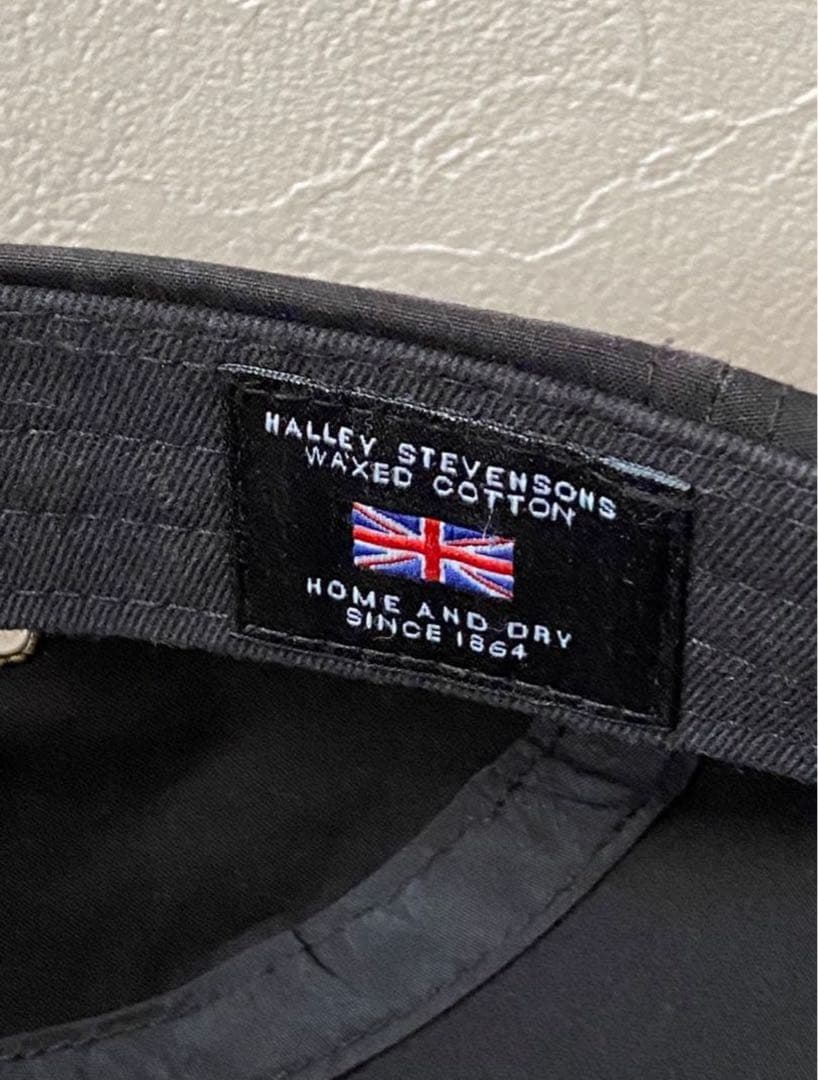 HALLEY STEVENSONS
WAXED COTTON
HOME AND DRY
SINCE 1864